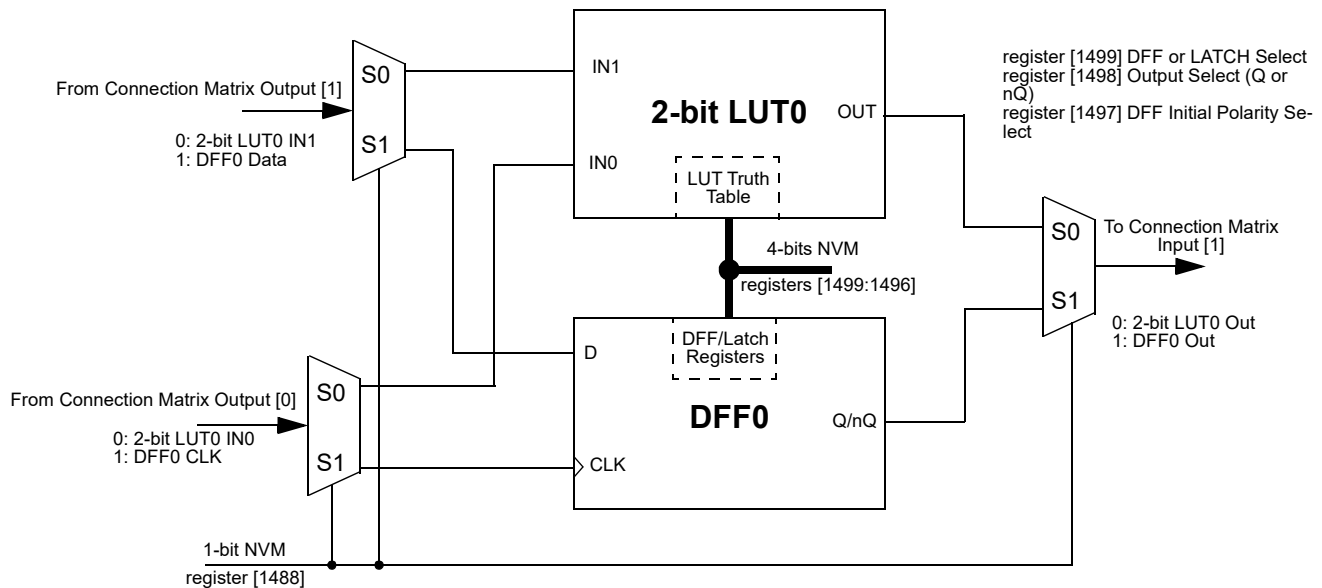 From Connection Matrix Output [1]
0: 2-bit LUT0 IN1
1: DFF0 Data
S0
S1
IN1
IN0
2-bit LUT0
OUT
LUT Truth
Table
register [1499] DFF or LATCH Select
register [1498] Output Select (Q or
nQ)
register [1497] DFF Initial Polarity Se-
lect
4-bits NVM
registers [1499:1496]
S0
S1
To Connection Matrix
Input [1]
0: 2-bit LUT0 Out
1: DFF0 Out
From Connection Matrix Output [0]
0: 2-bit LUT0 IN0
1: DFF0 CLK
S0
S1
D
CLK
DFF/Latch
Registers
DFF0
Q/nQ
1-bit NVM
register [1488]